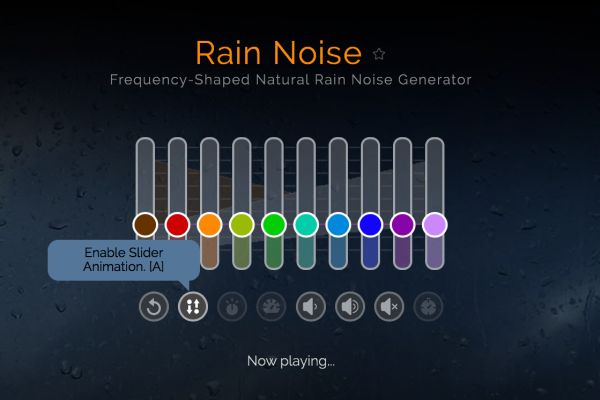 Rain Noise
Frequency-Shaped Natural Rain Noise Generator
Enable Slider
Animation. [A]
Now playing...